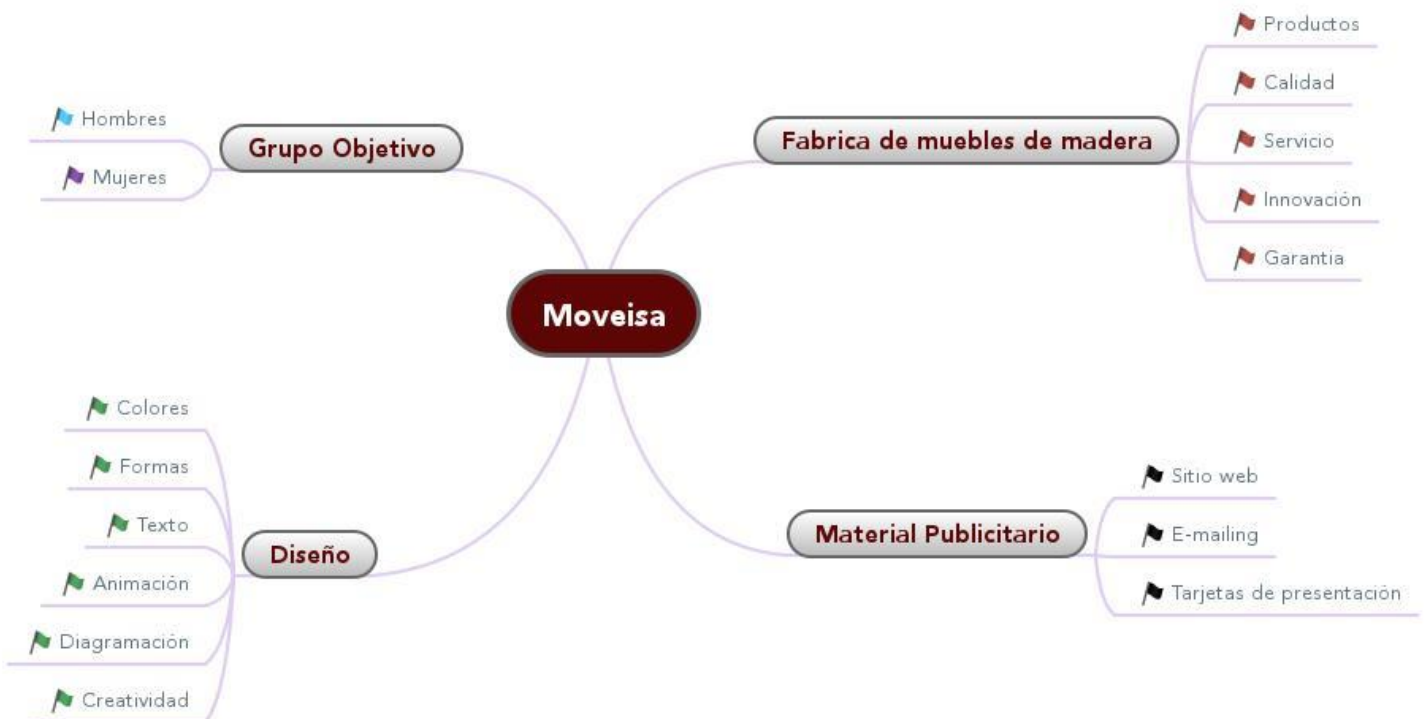 Moveisa
Grupo Objetivo
Hombres
Mujeres
Fabrica de muebles de madera
Productos
Calidad
Servicio
Innovación
Garantia
Diseño
Colores
Formas
Texto
Animación
Diagramación
Creatividad
Material Publicitario
Sitio web
E-mailing
Tarjetas de presentación